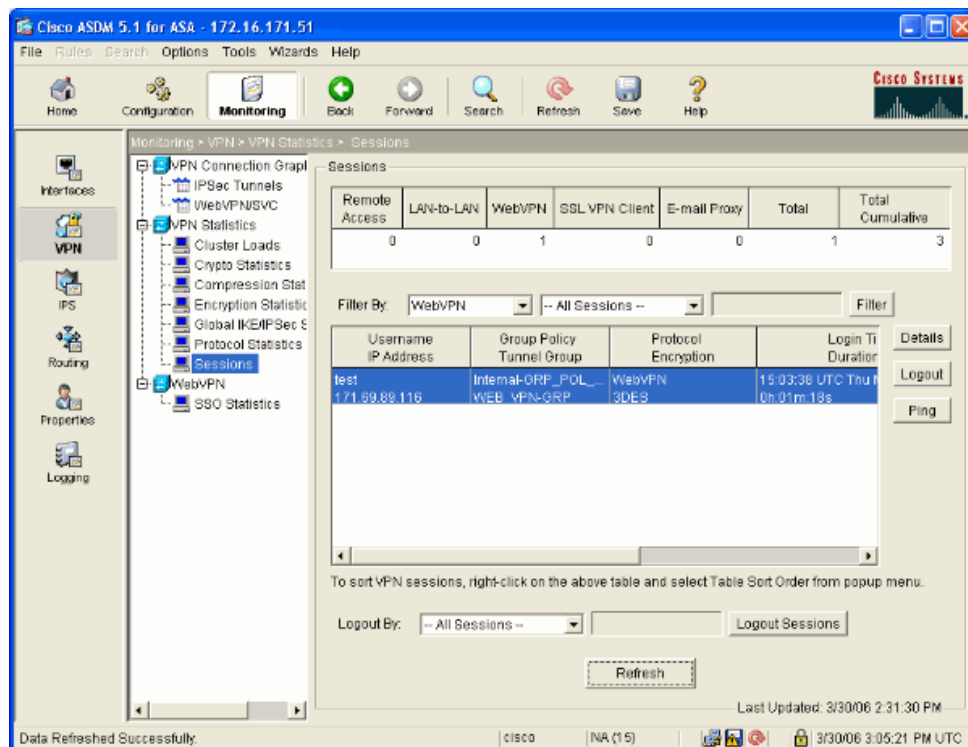 Cisco ASDM 5.1 for ASA - 172.16.171.51
File Rules Search Options Tools Wizards Help
Home Configuration Monitoring Back Forward Search Refresh Save Help
CISCO SYSTEMS
Monitoring > VPN > VPN Statistics > Sessions
Interfaces
VPN
IPS
Routing
Properties
Logging
VPN Connection Grapl
IPSec Tunnels
WebVPN/SVC
VPN Statistics
Cluster Loads
Crypto Statistics
Compression Stat
Encryption Statistic
Global IKE/IPSec S
Protocol Statistics
Sessions
WebVPN
SSO Statistics
Sessions
Remote Access LAN-to-LAN WebVPN SSL VPN Client E-mail Proxy Total Total Cumulative
0 0 1 0 0 1 3
Filter By: WebVPN -- All Sessions -- Filter
Username Group Policy Protocol Login Ti
IP Address Tunnel Group Encryption Duration
test Internal-GRP_POL_... WebVPN 15:03:38 UTC Thu
171.69.89.116 WEB_VPN-GRP 3DES 0h:01m:18s
Details
Logout
Ping
To sort VPN sessions, right-click on the above table and select Table Sort Order from popup menu.
Logout By: -- All Sessions -- Logout Sessions
Refresh
Last Updated: 3/30/06 2:31:30 PM
Data Refreshed Successfully. cisco NA (15) 3/30/06 3:05:21 PM UTC